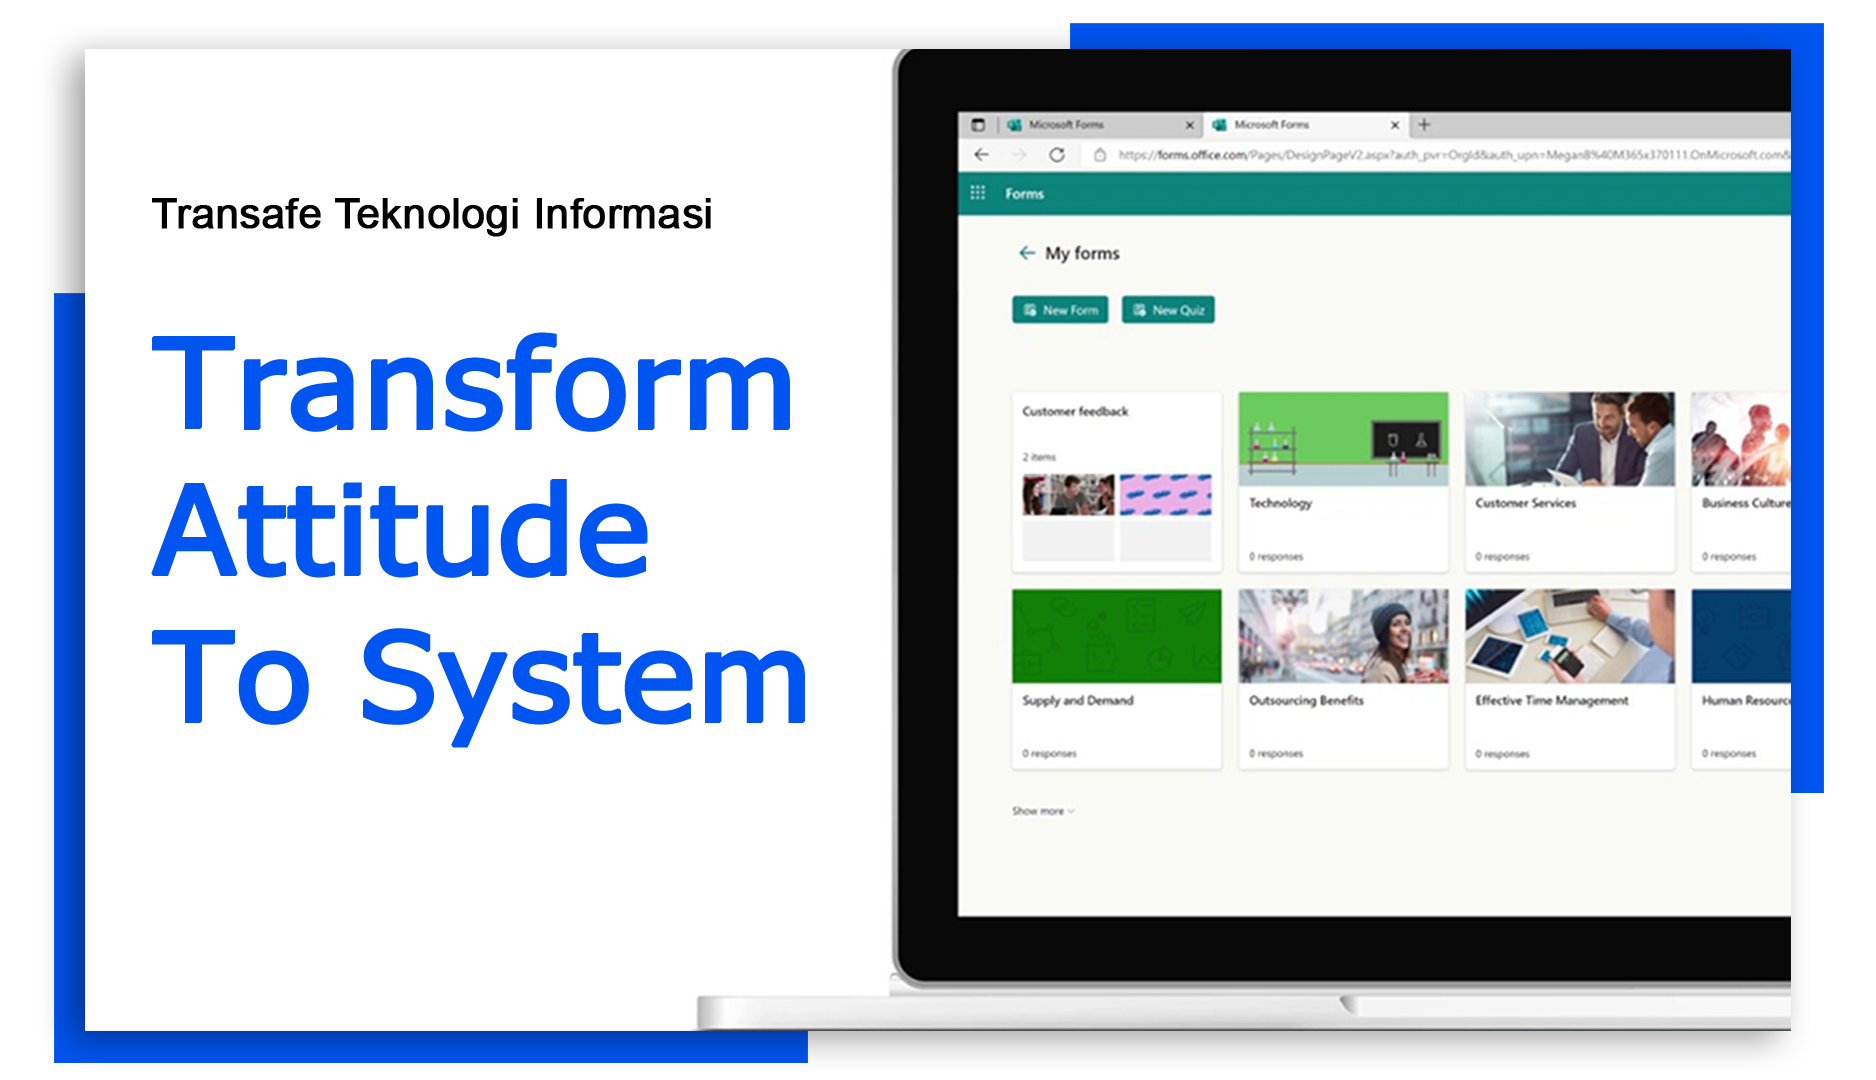 Transafe Teknologi Informasi
Transform
Attitude
To System
Microsoft Forms
Microsoft Forms
https://forms.office.com/Pages/DesignPageV2.aspx?auth_pvr=OrgId&auth_upn=MeganB%40M365x370111.OnMicrosoft.com&
Forms
My forms
New Form
New Quiz
Customer feedback
2 items
Technology
0 responses
Customer Services
0 responses
Business Culture
0 responses
Supply and Demand
0 responses
Outsourcing Benefits
0 responses
Effective Time Management
0 responses
Human Resourc
0 responses
Show more